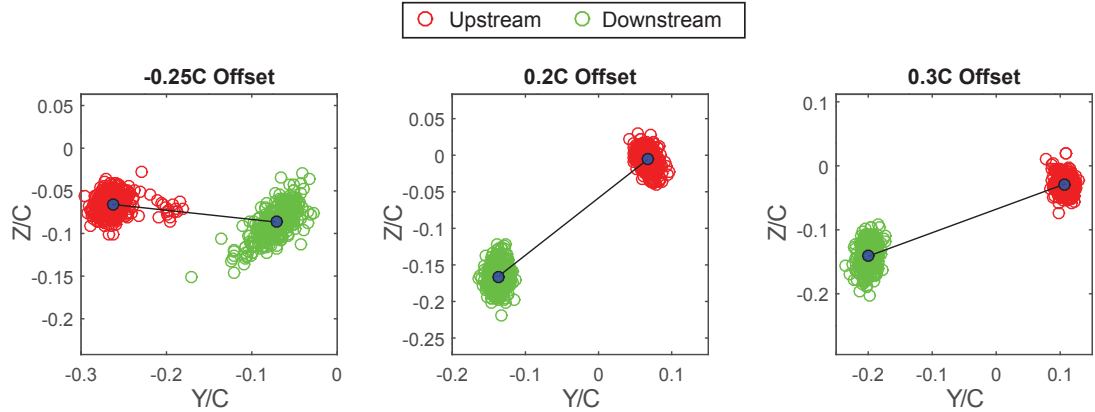 Upstream Downstream
-0.25C Offset
0.05
0
-0.05
-0.1
-0.15
-0.2
Z/C
-0.3 -0.2 -0.1 0
Y/C
0.2C Offset
0.05
0
-0.05
-0.1
-0.15
-0.2
-0.25
Z/C
-0.2 -0.1 0 0.1
Y/C
0.3C Offset
0.1
0
-0.1
-0.2
Z/C
-0.2 -0.1 0 0.1
Y/C